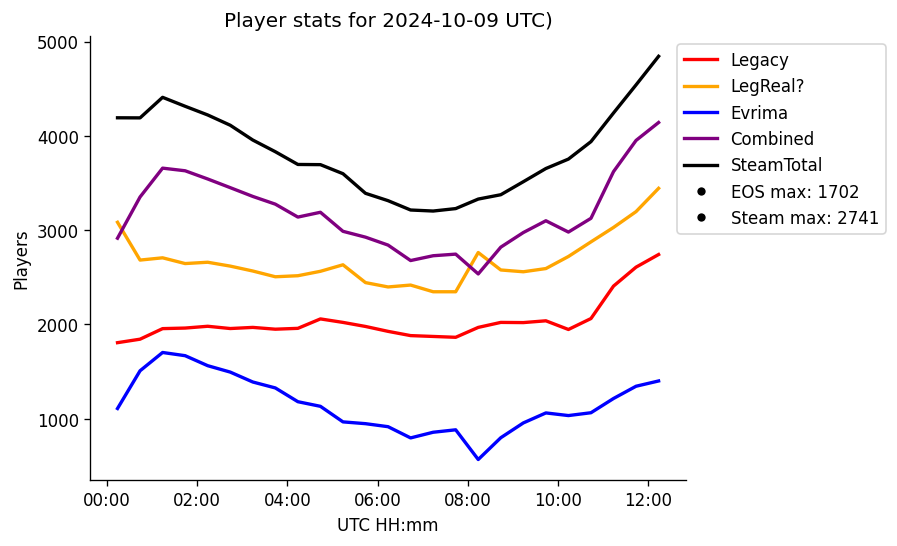 Player stats for 2024-10-09 UTC)
5000
4000
3000
2000
1000
Players
00:00 02:00 04:00 06:00 08:00 10:00 12:00
UTC HH:mm
Legacy
LegReal?
Evrima
Combined
SteamTotal
EOS max: 1702
Steam max: 2741